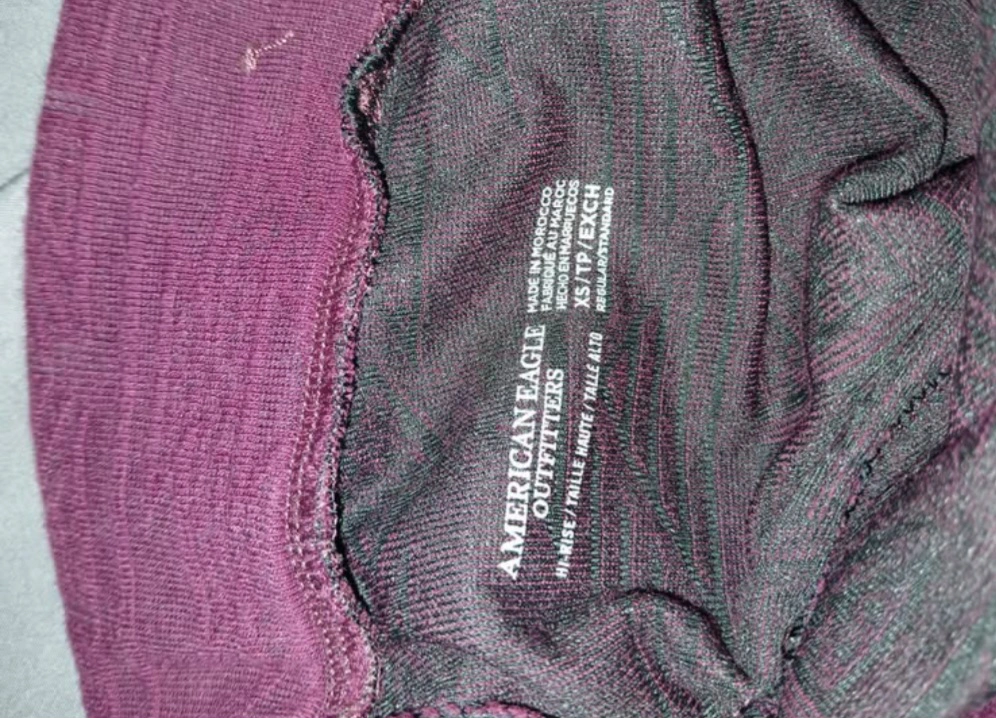 AMERICAN EAGLE
OUTFITTERS
HI-RISE / TAILLE HAUTE / TALLE ALTO
MADE IN MOROCCO
FABRIQUÉ AU MAROC
HECHO EN MARRUECOS
XS/TP/EXCH
REGULAR/STANDARD